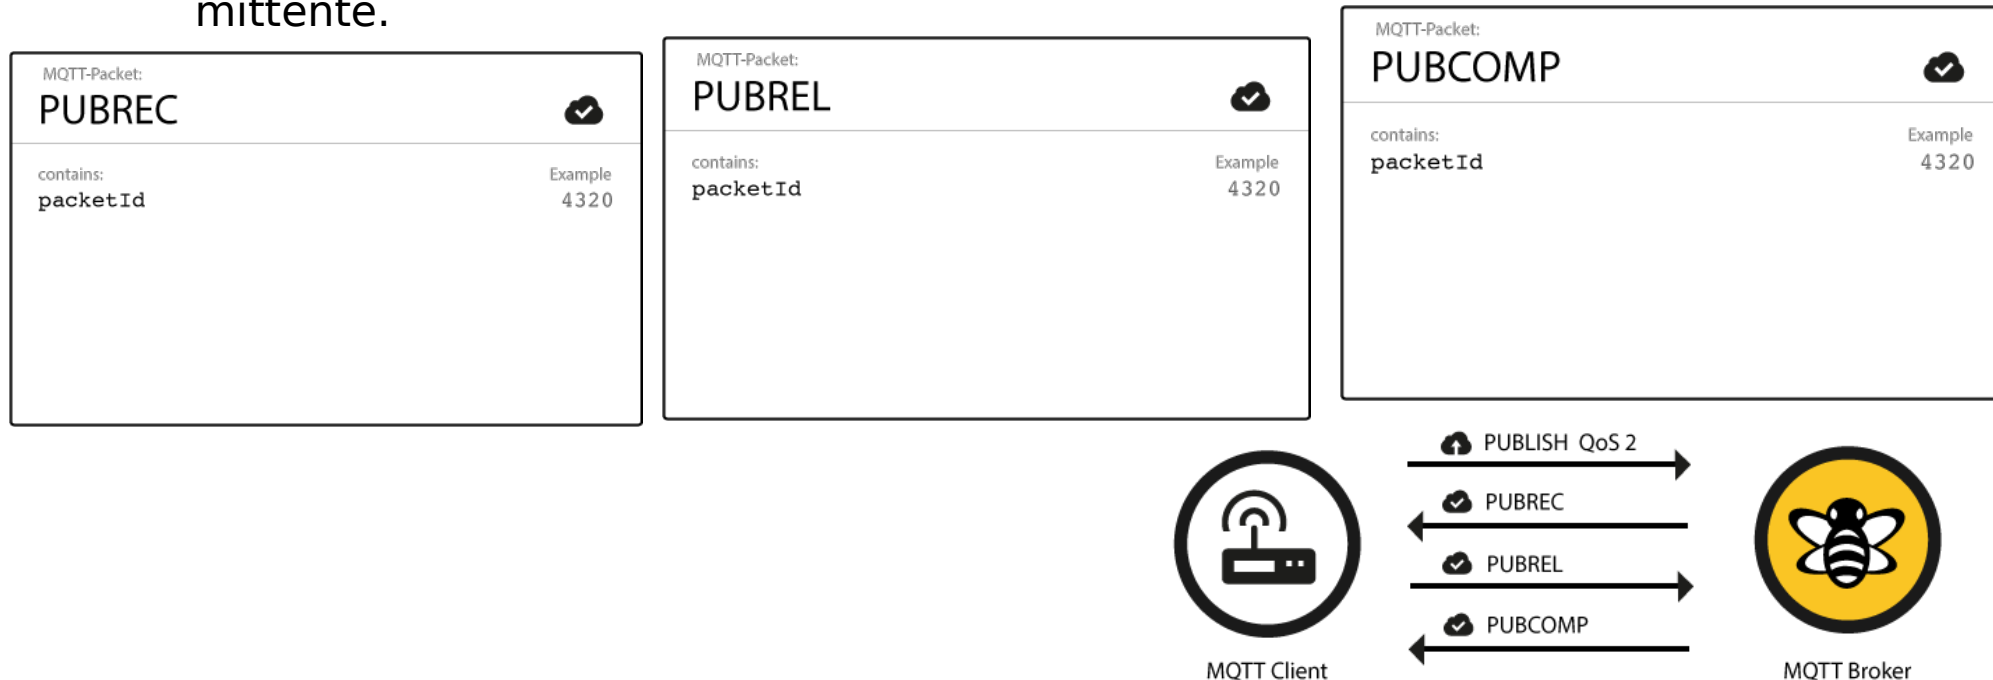 mittente.
MQTT-Packet:
PUBREC
contains:
Example
packetId
4320
MQTT-Packet:
PUBREL
contains:
Example
packetId
4320
MQTT-Packet:
PUBCOMP
contains:
Example
packetId
4320
PUBLISH QoS 2
PUBREC
PUBREL
PUBCOMP
MQTT Client
MQTT Broker